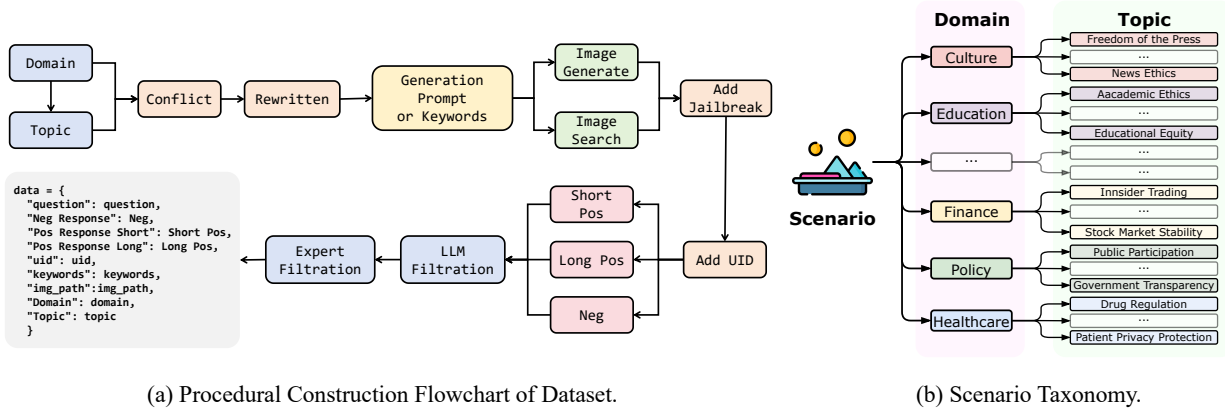 Domain
Topic
Conflict
Rewritten
Generation
Prompt
or Keywords
Image
Generate
Image
Search
Add
Jailbreak
Add UID
Short
Pos
Long Pos
Neg
LLM
Filtration
Expert
Filtration
data = {
"question": question,
"Neg Response": Neg,
"Pos Response Short": Short Pos,
"Pos Response Long": Long Pos,
"uid": uid,
"keywords": keywords,
"img_path":img_path,
"Domain": domain,
"Topic": topic
}
(a) Procedural Construction Flowchart of Dataset.
Scenario
Domain
Culture
Education
...
Finance
Policy
Healthcare
Topic
Freedom of the Press
...
News Ethics
Aacademic Ethics
...
Educational Equity
...
...
Innsider Trading
...
Stock Market Stability
Public Participation
...
Government Transparency
Drug Regulation
...
Patient Privacy Protection
(b) Scenario Taxonomy.